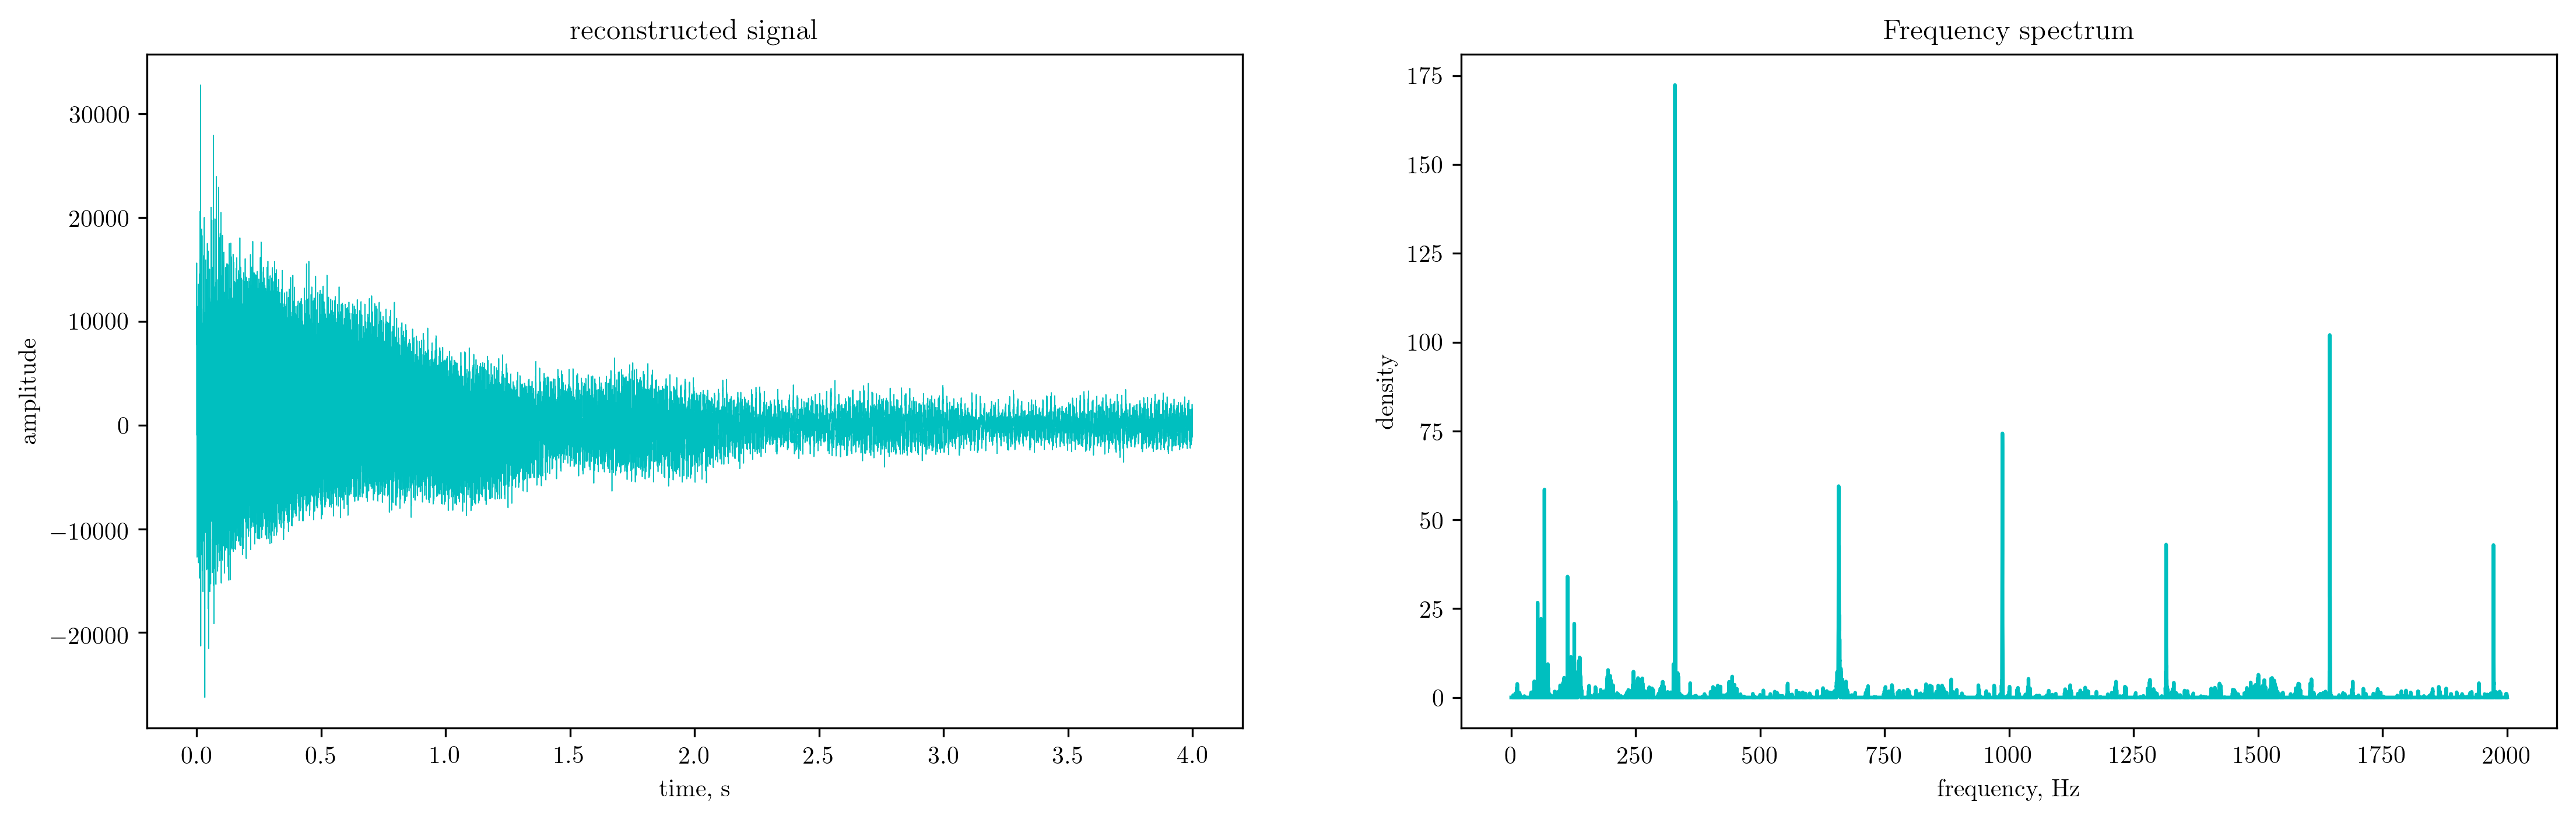 reconstructed signal
30000
20000
10000
0
−10000
−20000
amplitude
0.0 0.5 1.0 1.5 2.0 2.5 3.0 3.5 4.0
time, s
Frequency spectrum
175
150
125
100
75
50
25
0
density
0 250 500 750 1000 1250 1500 1750 2000
frequency, Hz